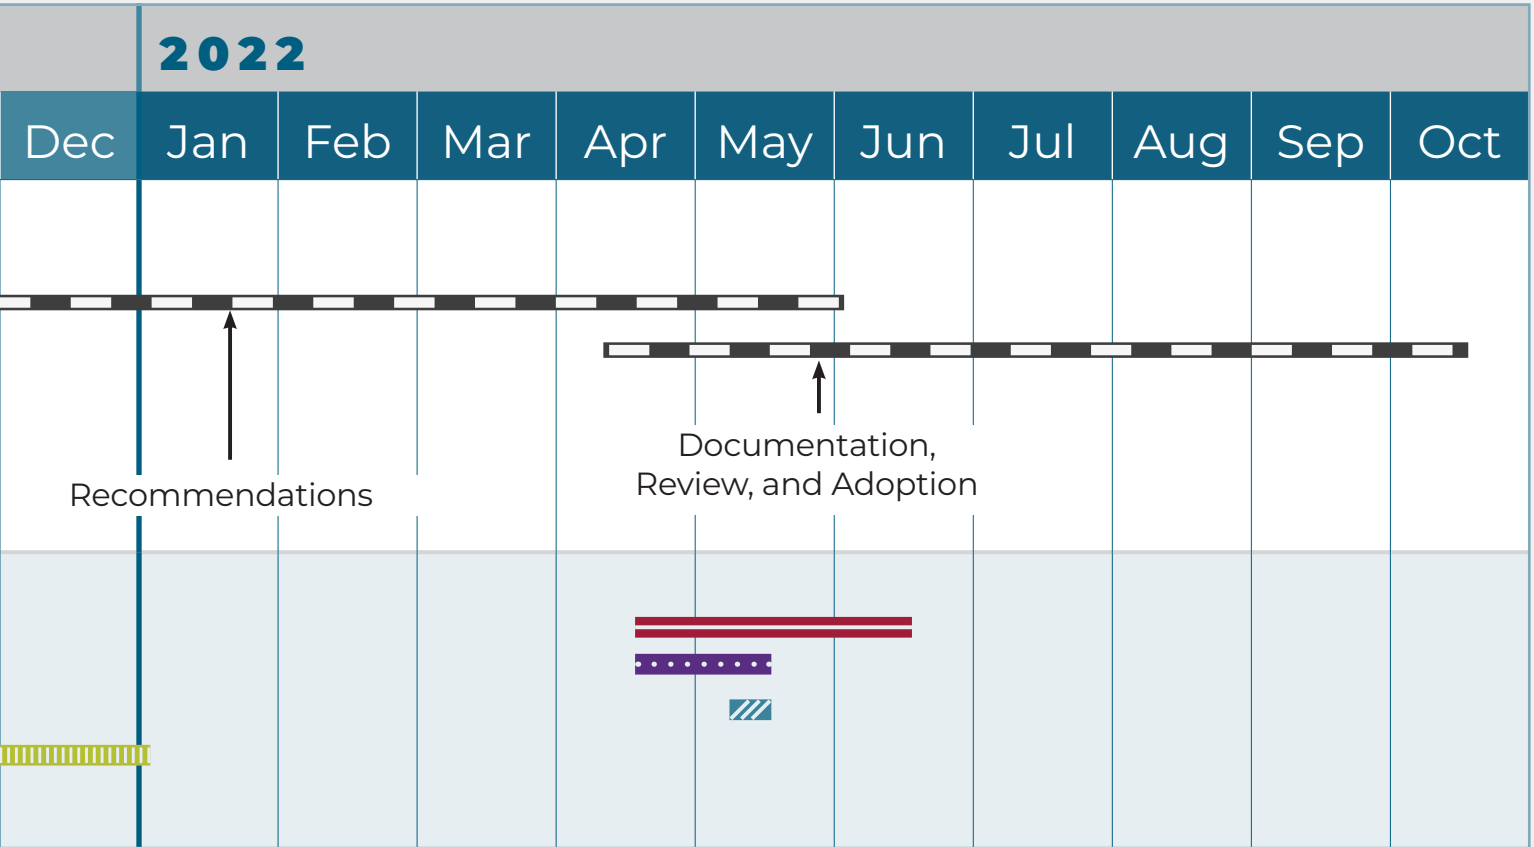 2022
Dec Jan Feb Mar Apr May Jun Jul Aug Sep Oct
Documentation,
Review, and Adoption
Recommendations